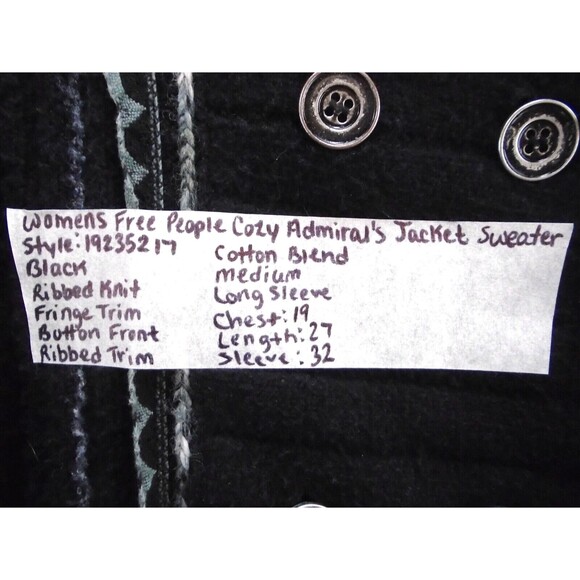 Womens Free People Cozy Admiral's Jacket Sweater
Style: 19235217
Black
Ribbed Knit
Fringe Trim
Button Front
Ribbed Trim
Cotton Blend
medium
Long Sleeve
Chest: 19
Length: 27
Sleeve: 32